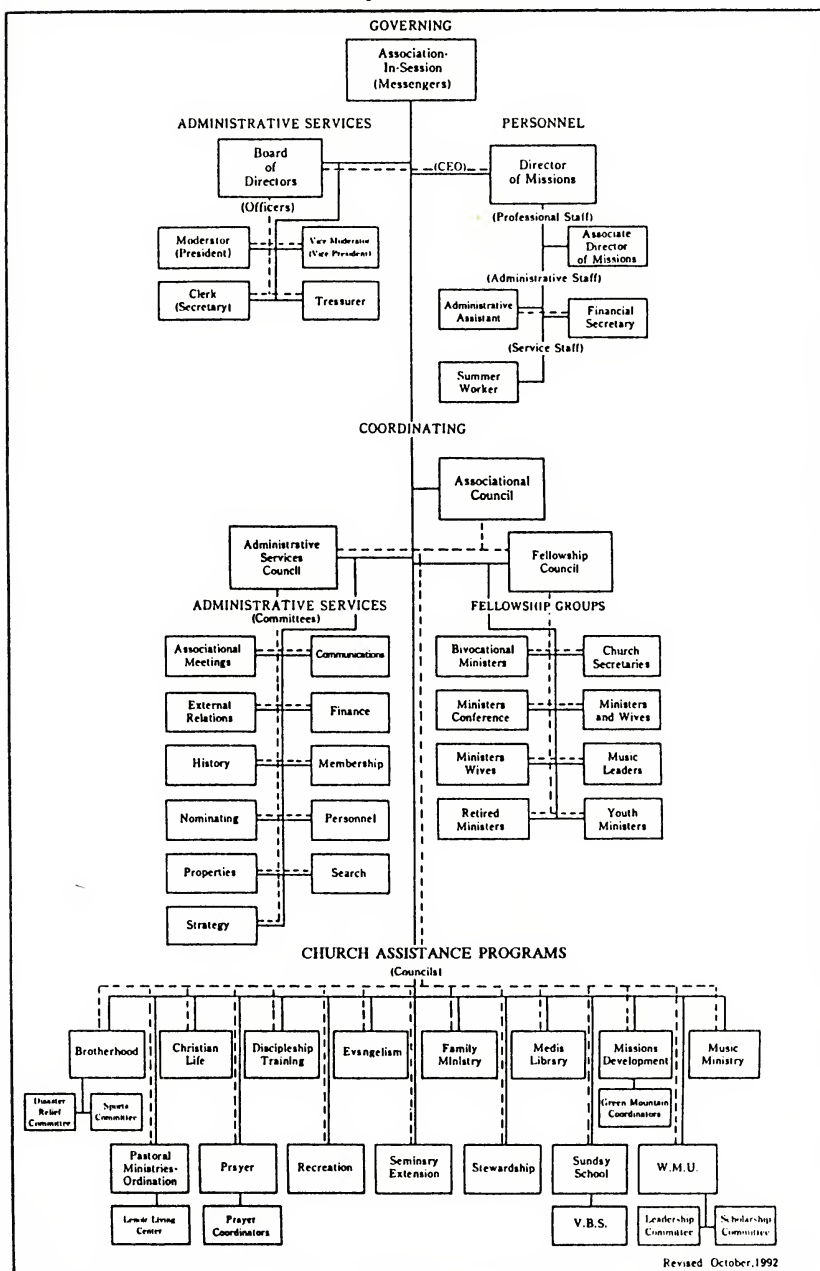 GOVERNING
Association-
In-Session
(Messengers)
ADMINISTRATIVE SERVICES
PERSONNEL
Board
of
Directors
(CEO)
Director
of Missions
(Officers)
(Professional Staff)
Moderator
(President)
Vice Moderator
(Vice President)
Associate
Director
of Missions
(Administrative Staff)
Clerk
(Secretary)
Tressurer
Administrative
Assistant
Financial
Secretary
(Service Staff)
Summer
Worker
COORDINATING
Associational
Council
Administrative
Services
Council
Fellowship
Council
ADMINISTRATIVE SERVICES
(Committees)
FELLOWSHIP GROUPS
Associational
Meetings
Communications
Bivocational
Ministers
Church
Secretaries
External
Relations
Finance
Ministers
Conference
Ministers
and Wives
History
Membership
Ministers
Wives
Music
Leaders
Nominating
Personnel
Retired
Ministers
Youth
Ministers
Properties
Search
Strategy
CHURCH ASSISTANCE PROGRAMS
(Councils)
Brotherhood
Christian
Life
Discipleship
Training
Evangelism
Family
Ministry
Media
Library
Missions
Development
Music
Ministry
Disaster
Relief
Committee
Sports
Committee
Green Mountain
Coordinators
Pastoral
Ministries-
Ordination
Prayer
Recreation
Seminary
Extension
Stewardship
Sunday
School
W.M.U.
Lenoir Living
Center
Prayer
Coordinators
V.B.S.
Leadership
Committee
Scholarship
Committee
Revised October,1992